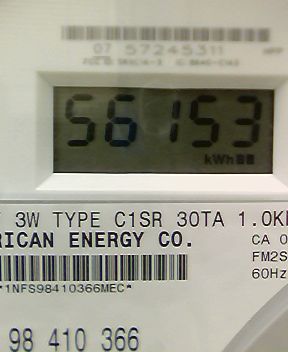 07 57245311
56153
kWh
3W TYPE C1SR 30TA 1.0K
RICAN ENERGY CO.
CA 0
FM2S
60Hz
*1NFS98410366MEC*
98 410 366